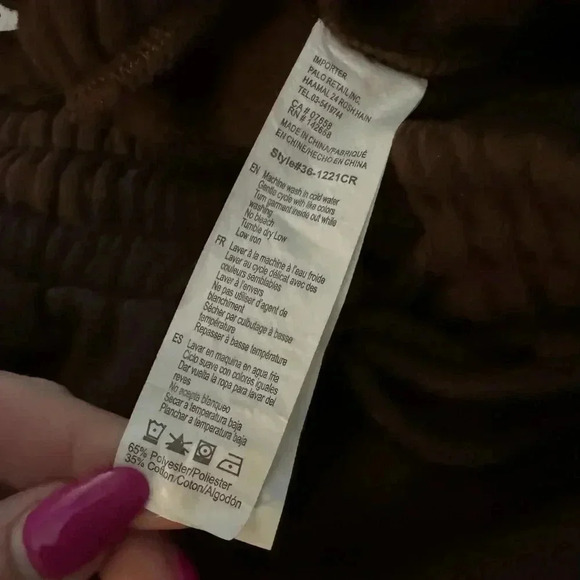 IMPORTER
PALO RETAIL INC.
HAAMAL 24 ROSH HAIN
TEL.03-5419744
CA# 07658
RN# 142658
MADE IN CHINA/FABRIQUÉ
EN CHINE/HECHO EN CHINA
Style#36-1221CR
EN Machine wash in cold water
Gentle cycle with like colors
Turn garment inside out while
washing
No bleach
Tumble dry Low
Low iron
FR Laver à la machine à l'eau froide
Laver au cycle délicat avec des
couleurs semblables
Laver à l'envers
Ne pas utiliser d'agent de
blanchiment
Sécher par culbutage à basse
température
Repasser à basse température
ES Lavar en maquina en agua fria
Ciclo suave con colores iguales
Dar vuelta la ropa para lavar del
reves
No acepta blanqueo
Secar a temperatura baja
Planchar a temperatura baja
65% Polyester/Poliester
35% Cotton/Coton/Algodón